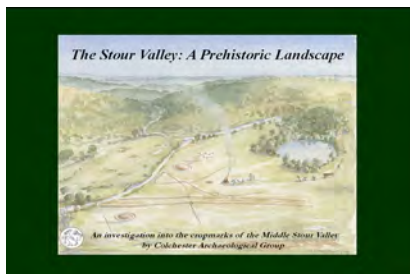 The Stour Valley: A Prehistoric Landscape
An investigation into the cropmarks of the Middle Stour Valley
by Colchester Archaeological Group